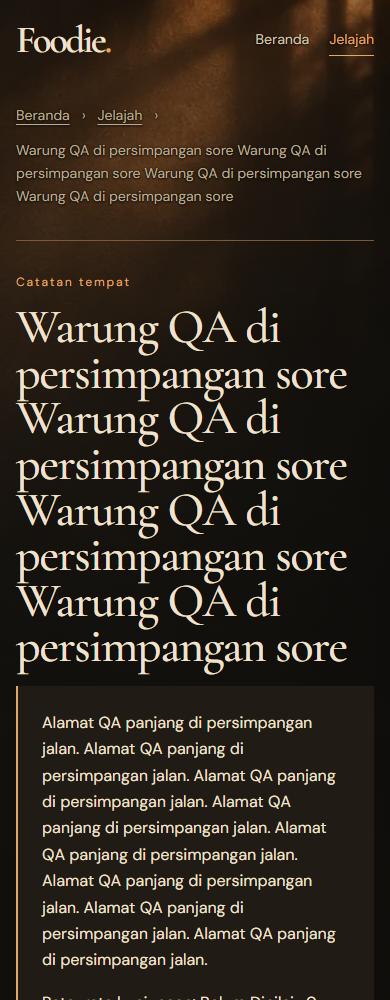 Foodie.
Beranda
Jelajah
Beranda › Jelajah ›
Warung QA di persimpangan sore Warung QA di
persimpangan sore Warung QA di persimpangan sore
Warung QA di persimpangan sore
Catatan tempat
Warung QA di
persimpangan sore
Warung QA di
persimpangan sore
Warung QA di
persimpangan sore
Warung QA di
persimpangan sore
Alamat QA panjang di persimpangan
jalan. Alamat QA panjang di
persimpangan jalan. Alamat QA panjang
di persimpangan jalan. Alamat QA
panjang di persimpangan jalan. Alamat
QA panjang di persimpangan jalan.
Alamat QA panjang di persimpangan
jalan. Alamat QA panjang di
persimpangan jalan. Alamat QA panjang
di persimpangan jalan.